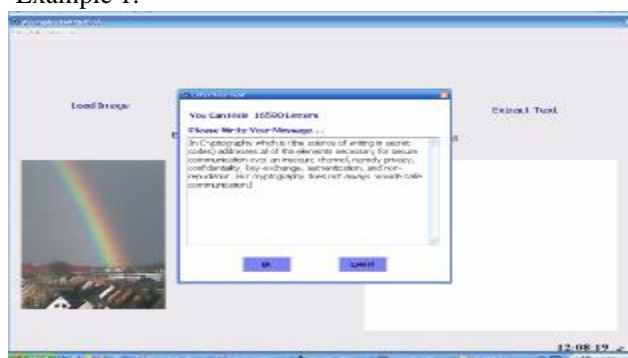 Example 1:
Load Image
Extract Text
You Can Hide 16590 Letters
Please Write Your Message ...
In Cryptography which is (the science of writing in secret
codes) addresses all of the elements necessary for secure
communication over an insecure channel, namely privacy,
confidentiality, key-exchange, authentication, and non-
repudiation. But cryptography does not always provide safe
communication.
Ok
Cancel
12:08:19